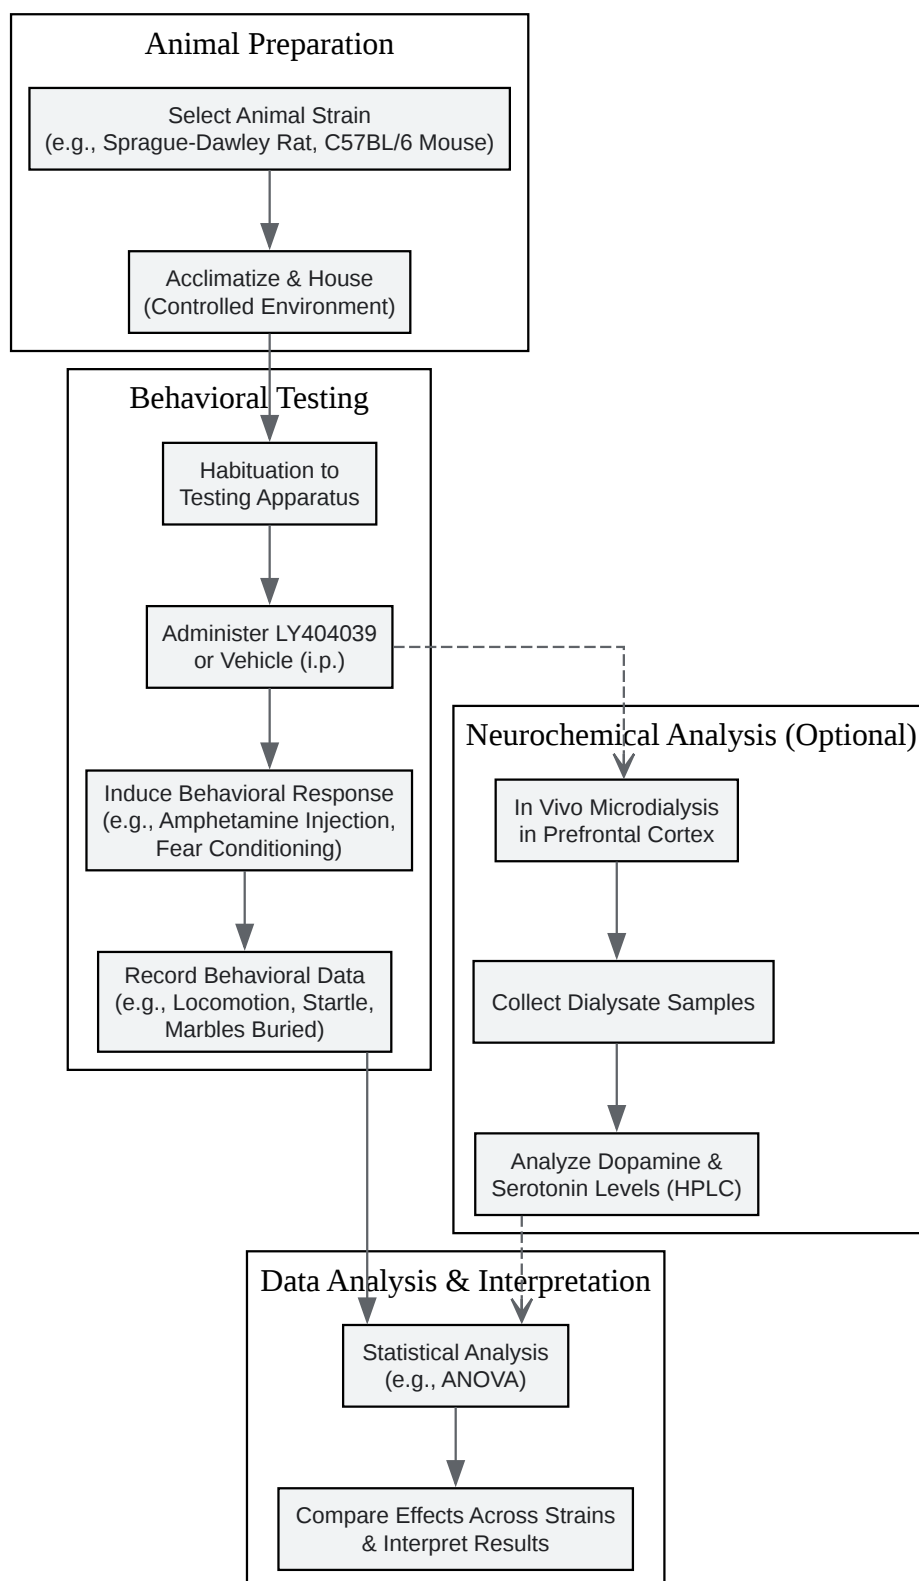 Animal Preparation
Select Animal Strain
(e.g., Sprague-Dawley Rat, C57BL/6 Mouse)
Acclimatize & House
(Controlled Environment)
Behavioral Testing
Habituation to
Testing Apparatus
Administer LY404039
or Vehicle (i.p.)
Induce Behavioral Response
(e.g., Amphetamine Injection,
Fear Conditioning)
Record Behavioral Data
(e.g., Locomotion, Startle,
Marbles Buried)
Neurochemical Analysis (Optional)
In Vivo Microdialysis
in Prefrontal Cortex
Collect Dialysate Samples
Analyze Dopamine &
Serotonin Levels (HPLC)
Data Analysis & Interpretation
Statistical Analysis
(e.g., ANOVA)
Compare Effects Across Strains
& Interpret Results